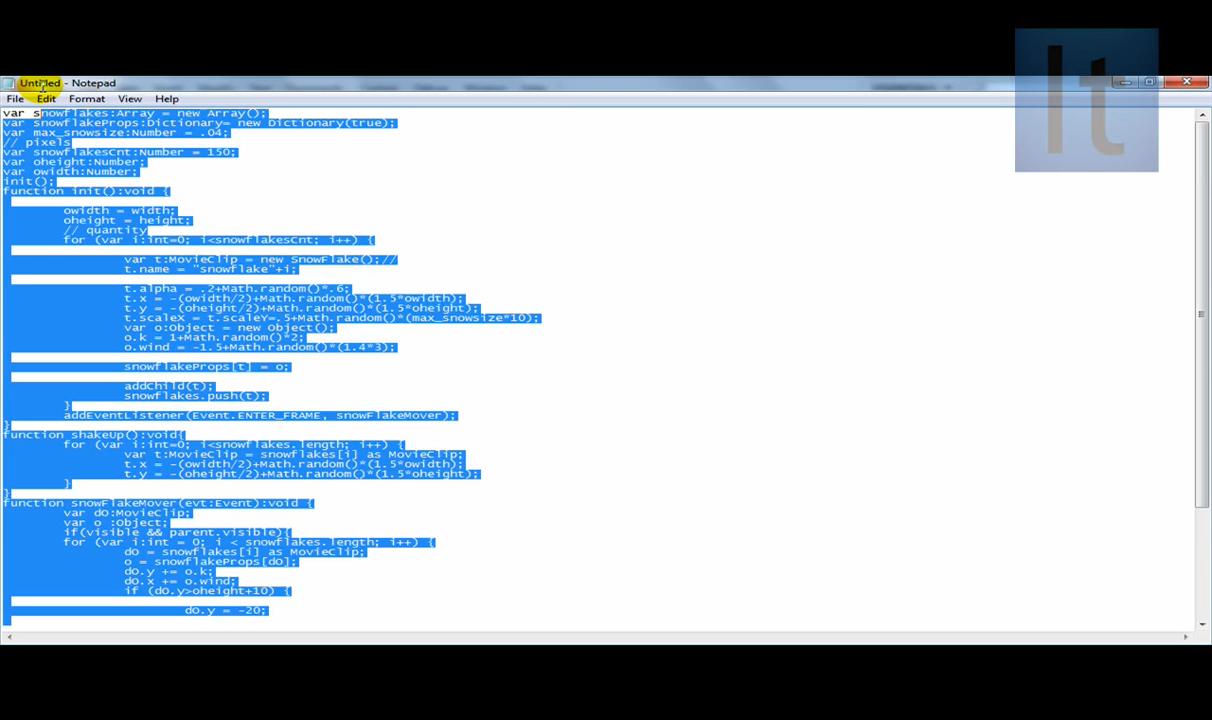 lt
Untitled - Notepad
File Edit Format View Help
var snowflakes:Array = new Array();
var snowflakeProps:Dictionary= new Dictionary(true);
var max_snowsize:Number = .04;
// pixels
var snowflakesCnt:Number = 150;
var oheight:Number;
var owidth:Number;
init();
function init():void {
owidth = width;
oheight = height;
// quantity
for (var i:int=0; i<snowflakesCnt; i++) {
var t:MovieClip = new SnowFlake();//
t.name = "snowflake"+i;
t.alpha = .2+Math.random()*.6;
t.x = -(owidth/2)+Math.random()*(1.5*owidth);
t.y = -(oheight/2)+Math.random()*(1.5*oheight);
t.scaleX = t.scaleY=.5+Math.random()*(max_snowsize*10);
var o:Object = new Object();
o.k = 1+Math.random()*2;
o.wind = -1.5+Math.random()*(1.4*3);
snowflakeProps[t] = o;
addChild(t);
snowflakes.push(t);
}
addEventListener(Event.ENTER_FRAME, snowFlakeMover);
}
function shakeUp():void{
for (var i:int=0; i<snowflakes.length; i++) {
var t:MovieClip = snowflakes[i] as MovieClip;
t.x = -(owidth/2)+Math.random()*(1.5*owidth);
t.y = -(oheight/2)+Math.random()*(1.5*oheight);
}
}
function snowFlakeMover(evt:Event):void {
var dO:MovieClip;
var o :Object;
if(visible && parent.visible){
for (var i:int = 0; i < snowflakes.length; i++) {
dO = snowflakes[i] as MovieClip;
o = snowflakeProps[dO];
dO.y += o.k;
dO.x += o.wind;
if (dO.y>oheight+10) {
dO.y = -20;